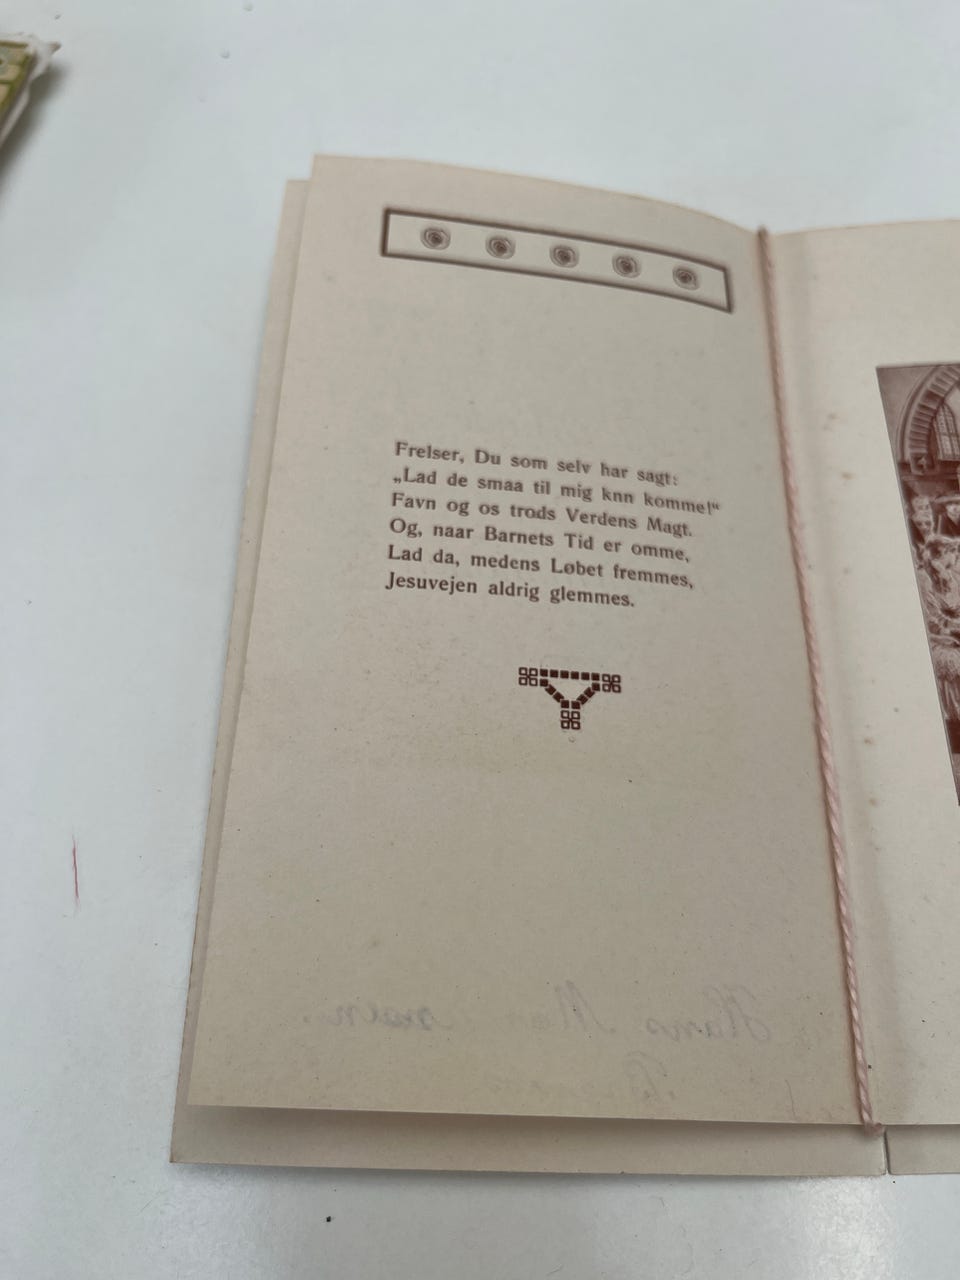 Frelser, Du som selv har sagt:
„Lad de smaa til mig knn komme!“
Favn og os trods Verdens Magt.
Og, naar Barnets Tid er omme,
Lad da, medens Løbet fremmes,
Jesuvejen aldrig glemmes.